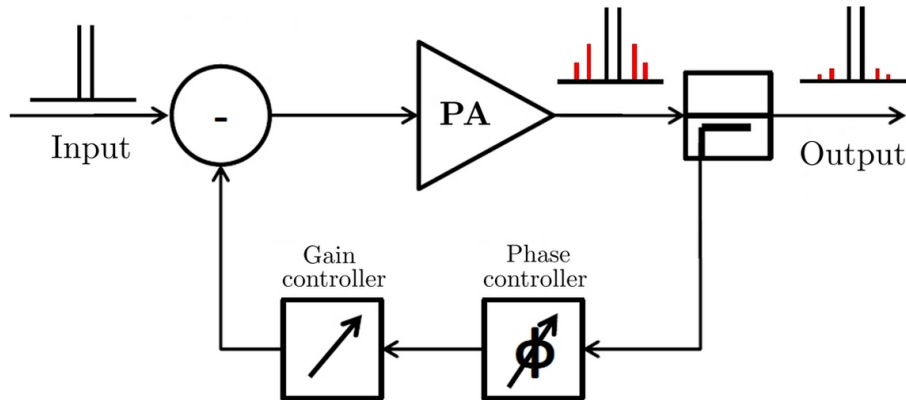 -
PA
Input
Output
Gain
controller
Phase
controller
ϕ